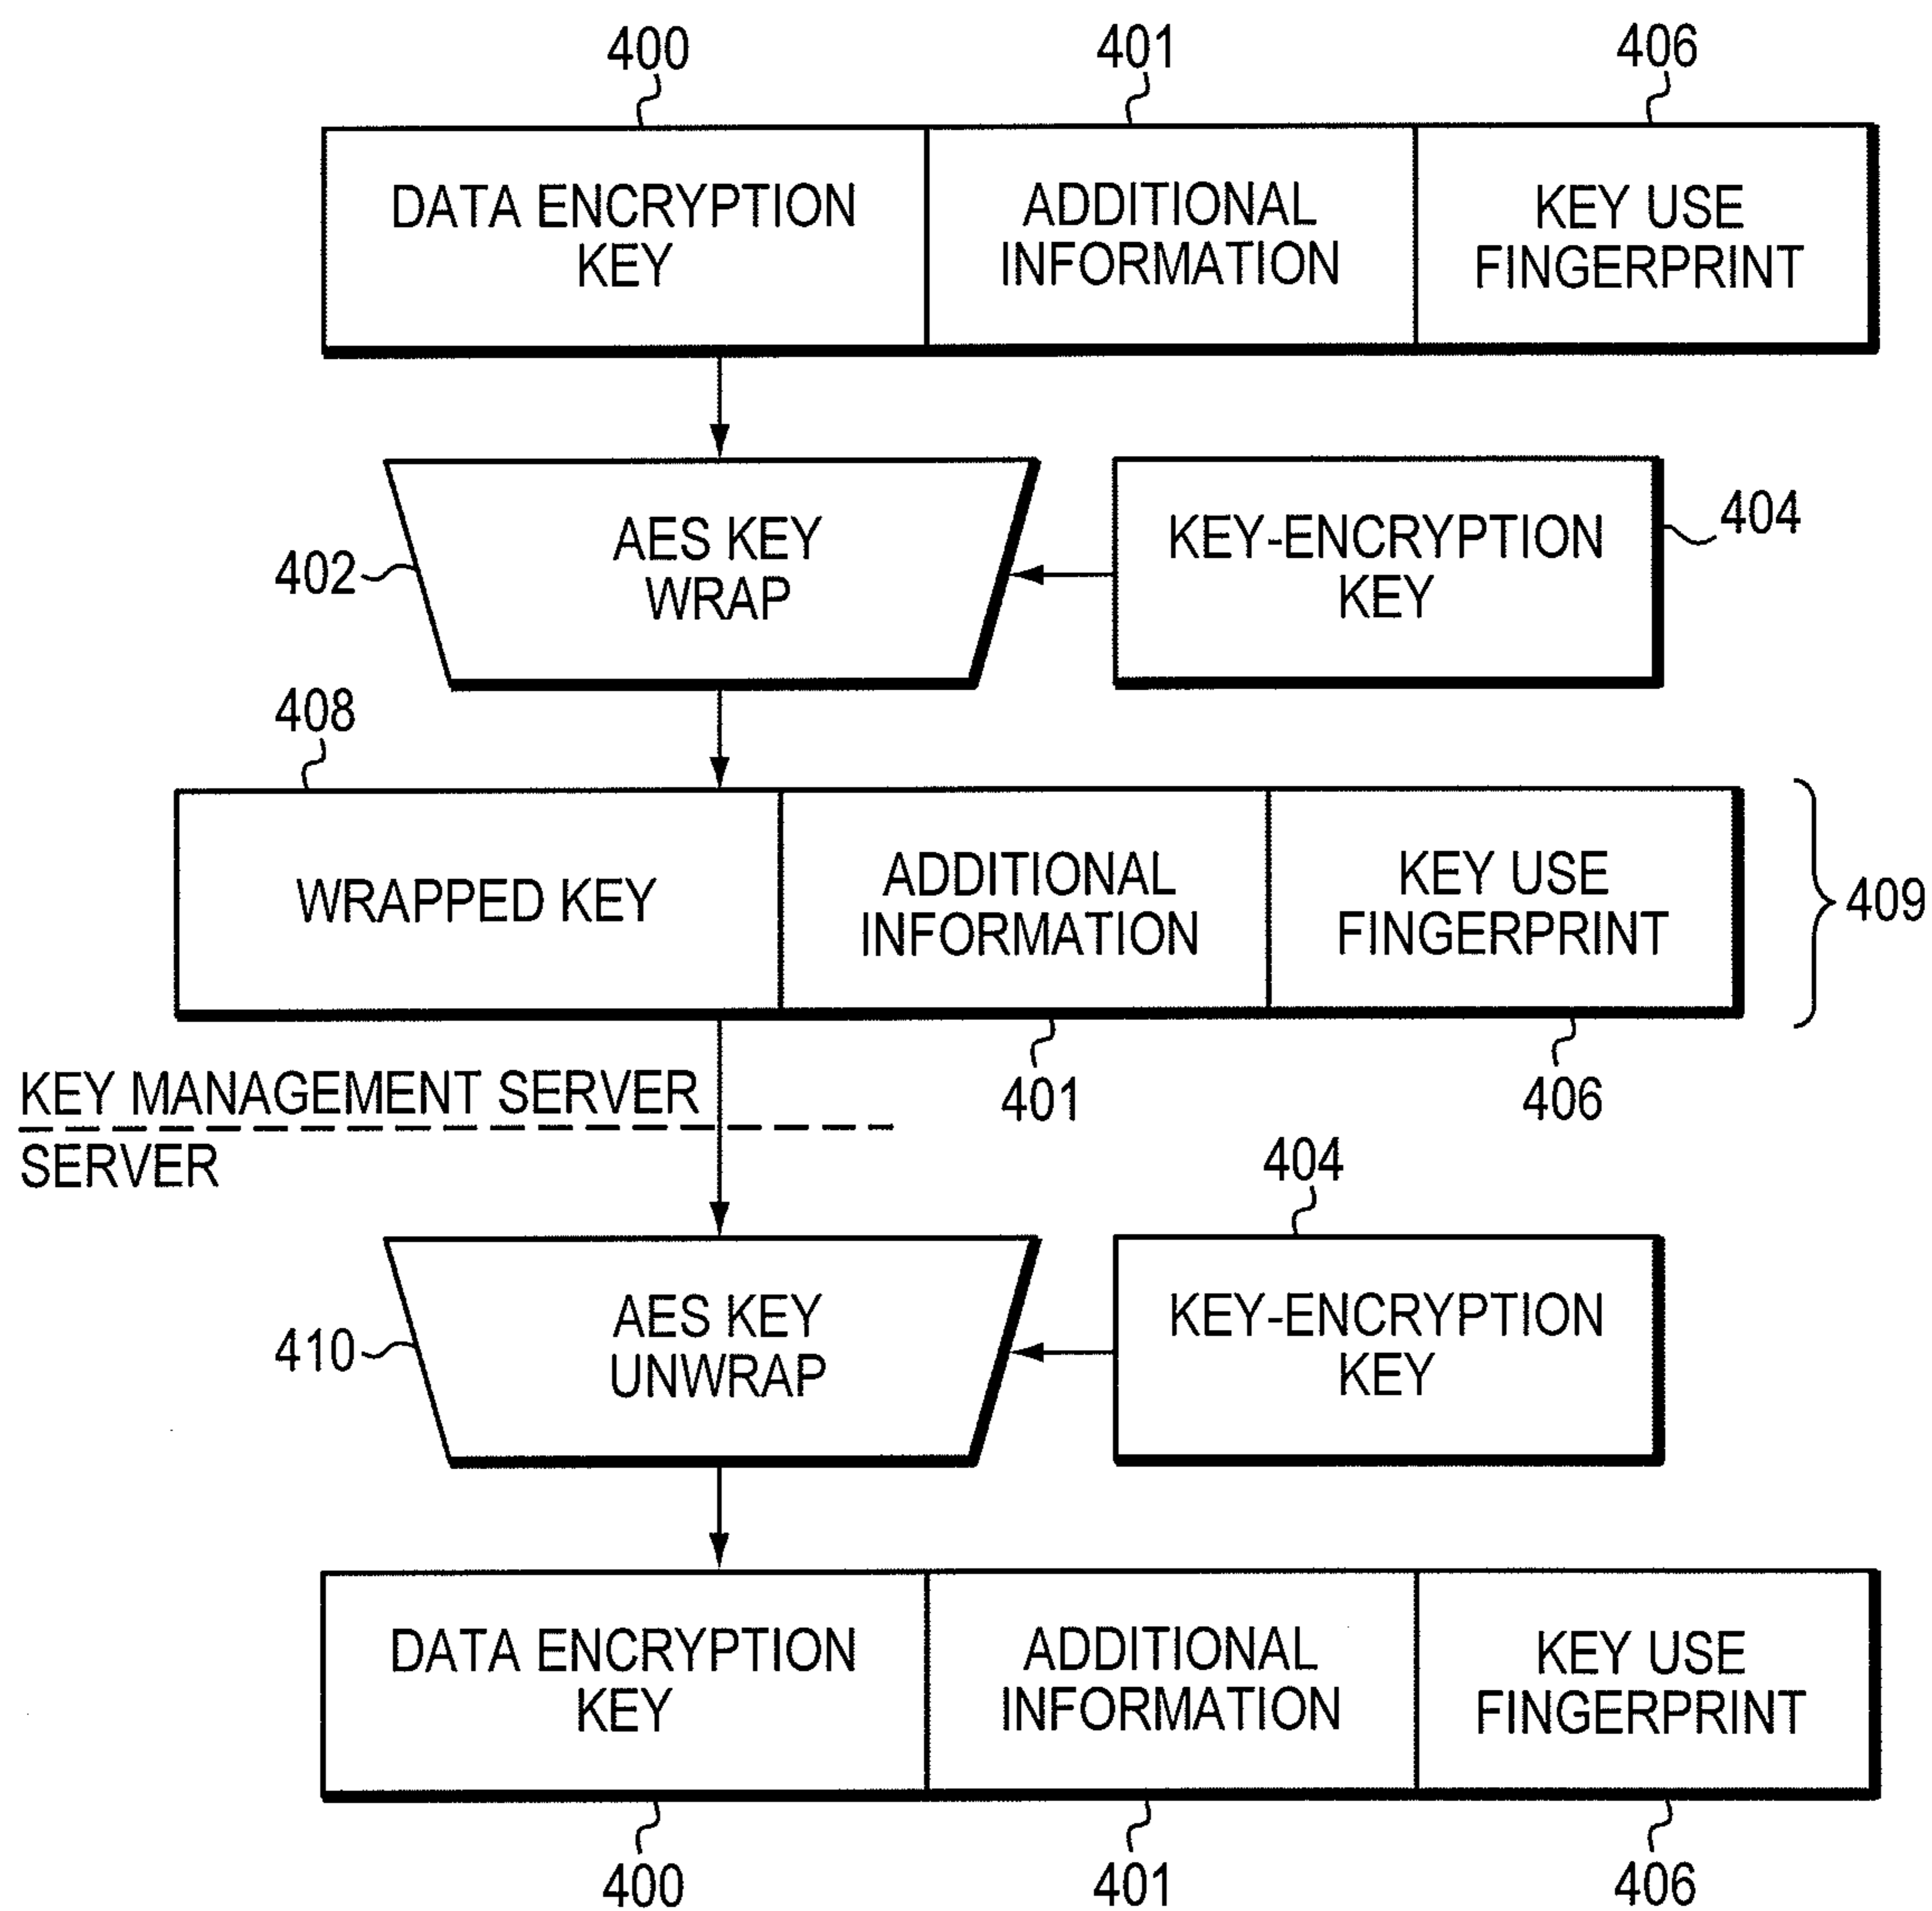 400
401
406
DATA ENCRYPTION
KEY
ADDITIONAL
INFORMATION
KEY USE
FINGERPRINT
AES KEY
WRAP
402
KEY-ENCRYPTION
KEY
404
408
WRAPPED KEY
ADDITIONAL
INFORMATION
KEY USE
FINGERPRINT
409
401
406
KEY MANAGEMENT SERVER
SERVER
404
AES KEY
UNWRAP
410
KEY-ENCRYPTION
KEY
DATA ENCRYPTION
KEY
ADDITIONAL
INFORMATION
KEY USE
FINGERPRINT
400
401
406